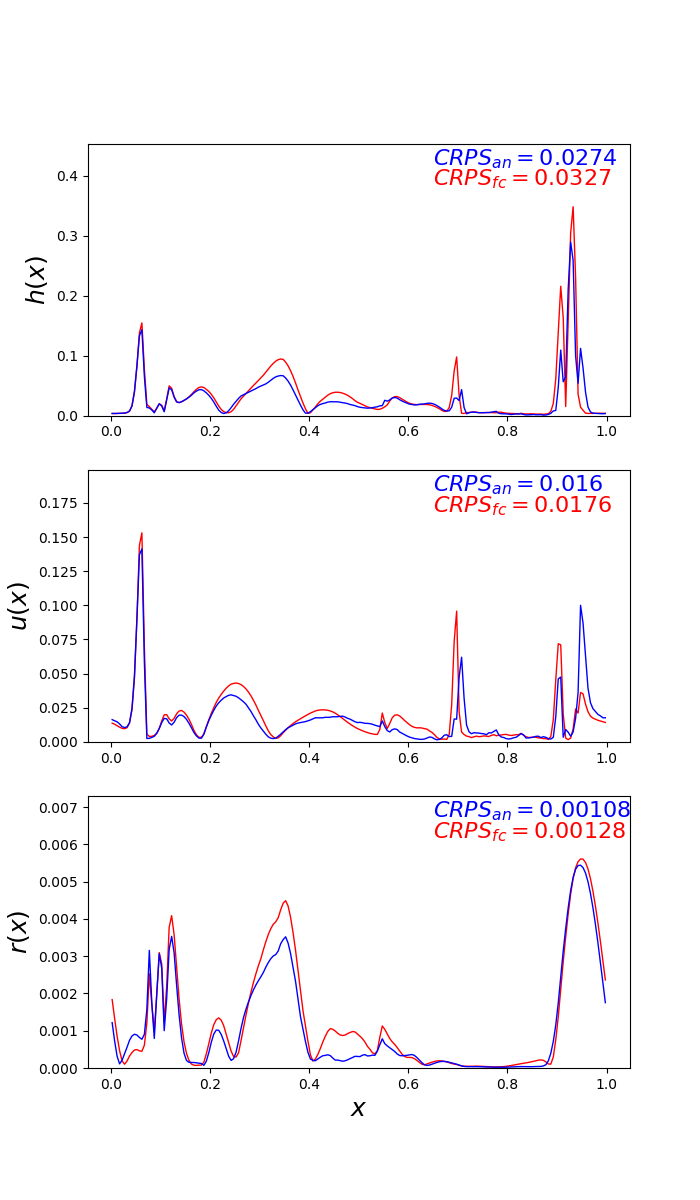 CRPS_an = 0.0274
CRPS_fc = 0.0327
0.4
0.3
0.2
0.1
0.0
h(x)
0.0 0.2 0.4 0.6 0.8 1.0
CRPS_an = 0.016
CRPS_fc = 0.0176
0.175
0.150
0.125
0.100
0.075
0.050
0.025
0.000
u(x)
0.0 0.2 0.4 0.6 0.8 1.0
CRPS_an = 0.00108
CRPS_fc = 0.00128
0.007
0.006
0.005
0.004
0.003
0.002
0.001
0.000
r(x)
0.0 0.2 0.4 0.6 0.8 1.0
x